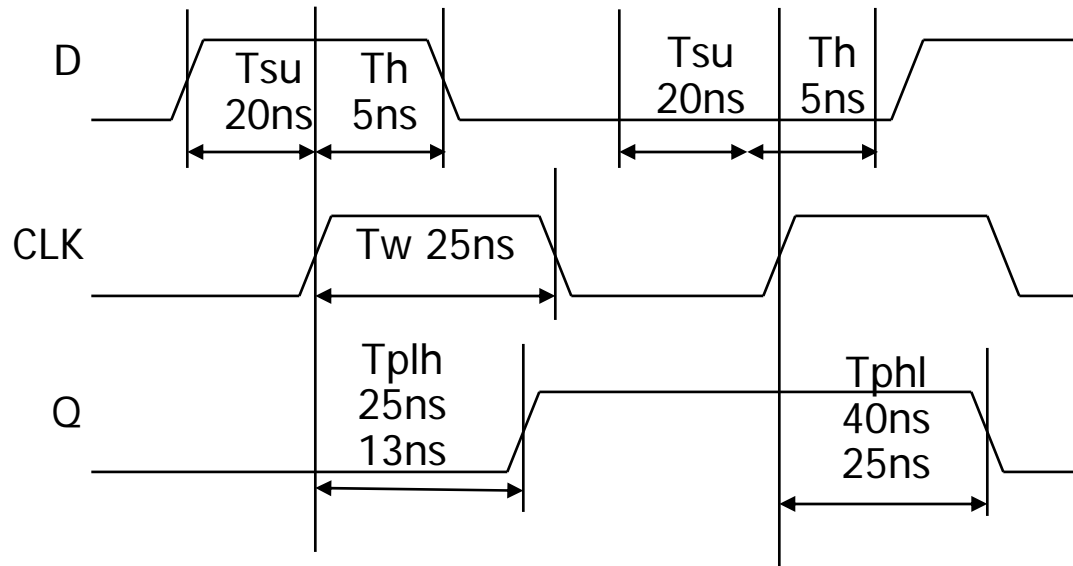 D
Tsu
20ns
Th
5ns
Tsu
20ns
Th
5ns
CLK
Tw 25ns
Q
Tplh
25ns
13ns
Tphl
40ns
25ns